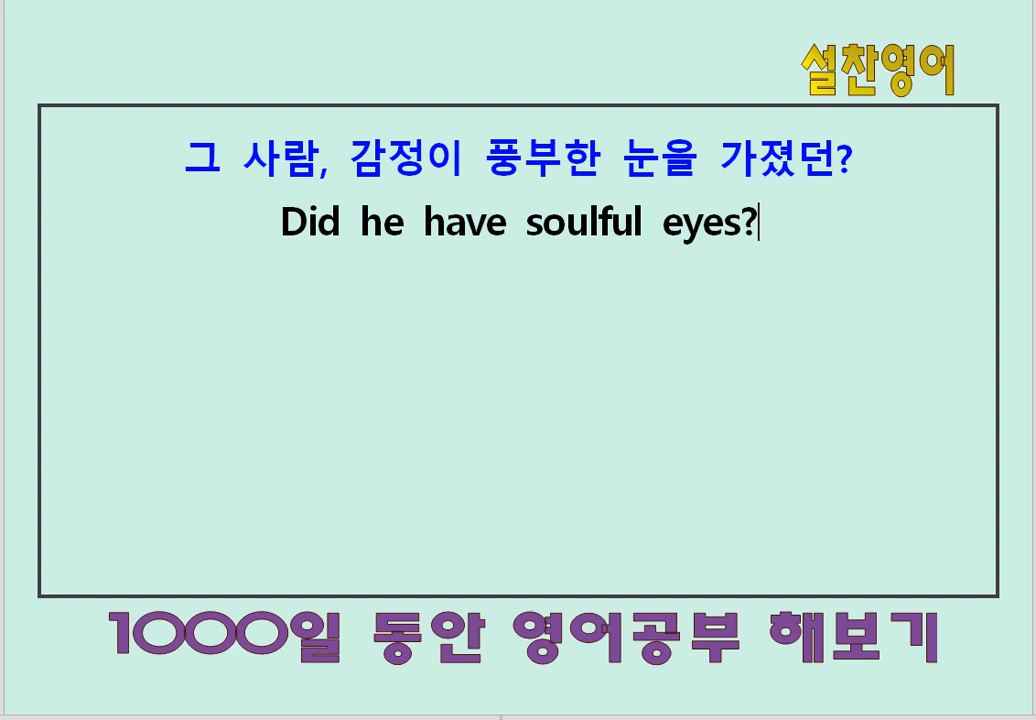 설찬영어
그 사람, 감정이 풍부한 눈을 가졌던?
Did he have soulful eyes?
1000일 동안 영어공부 해보기